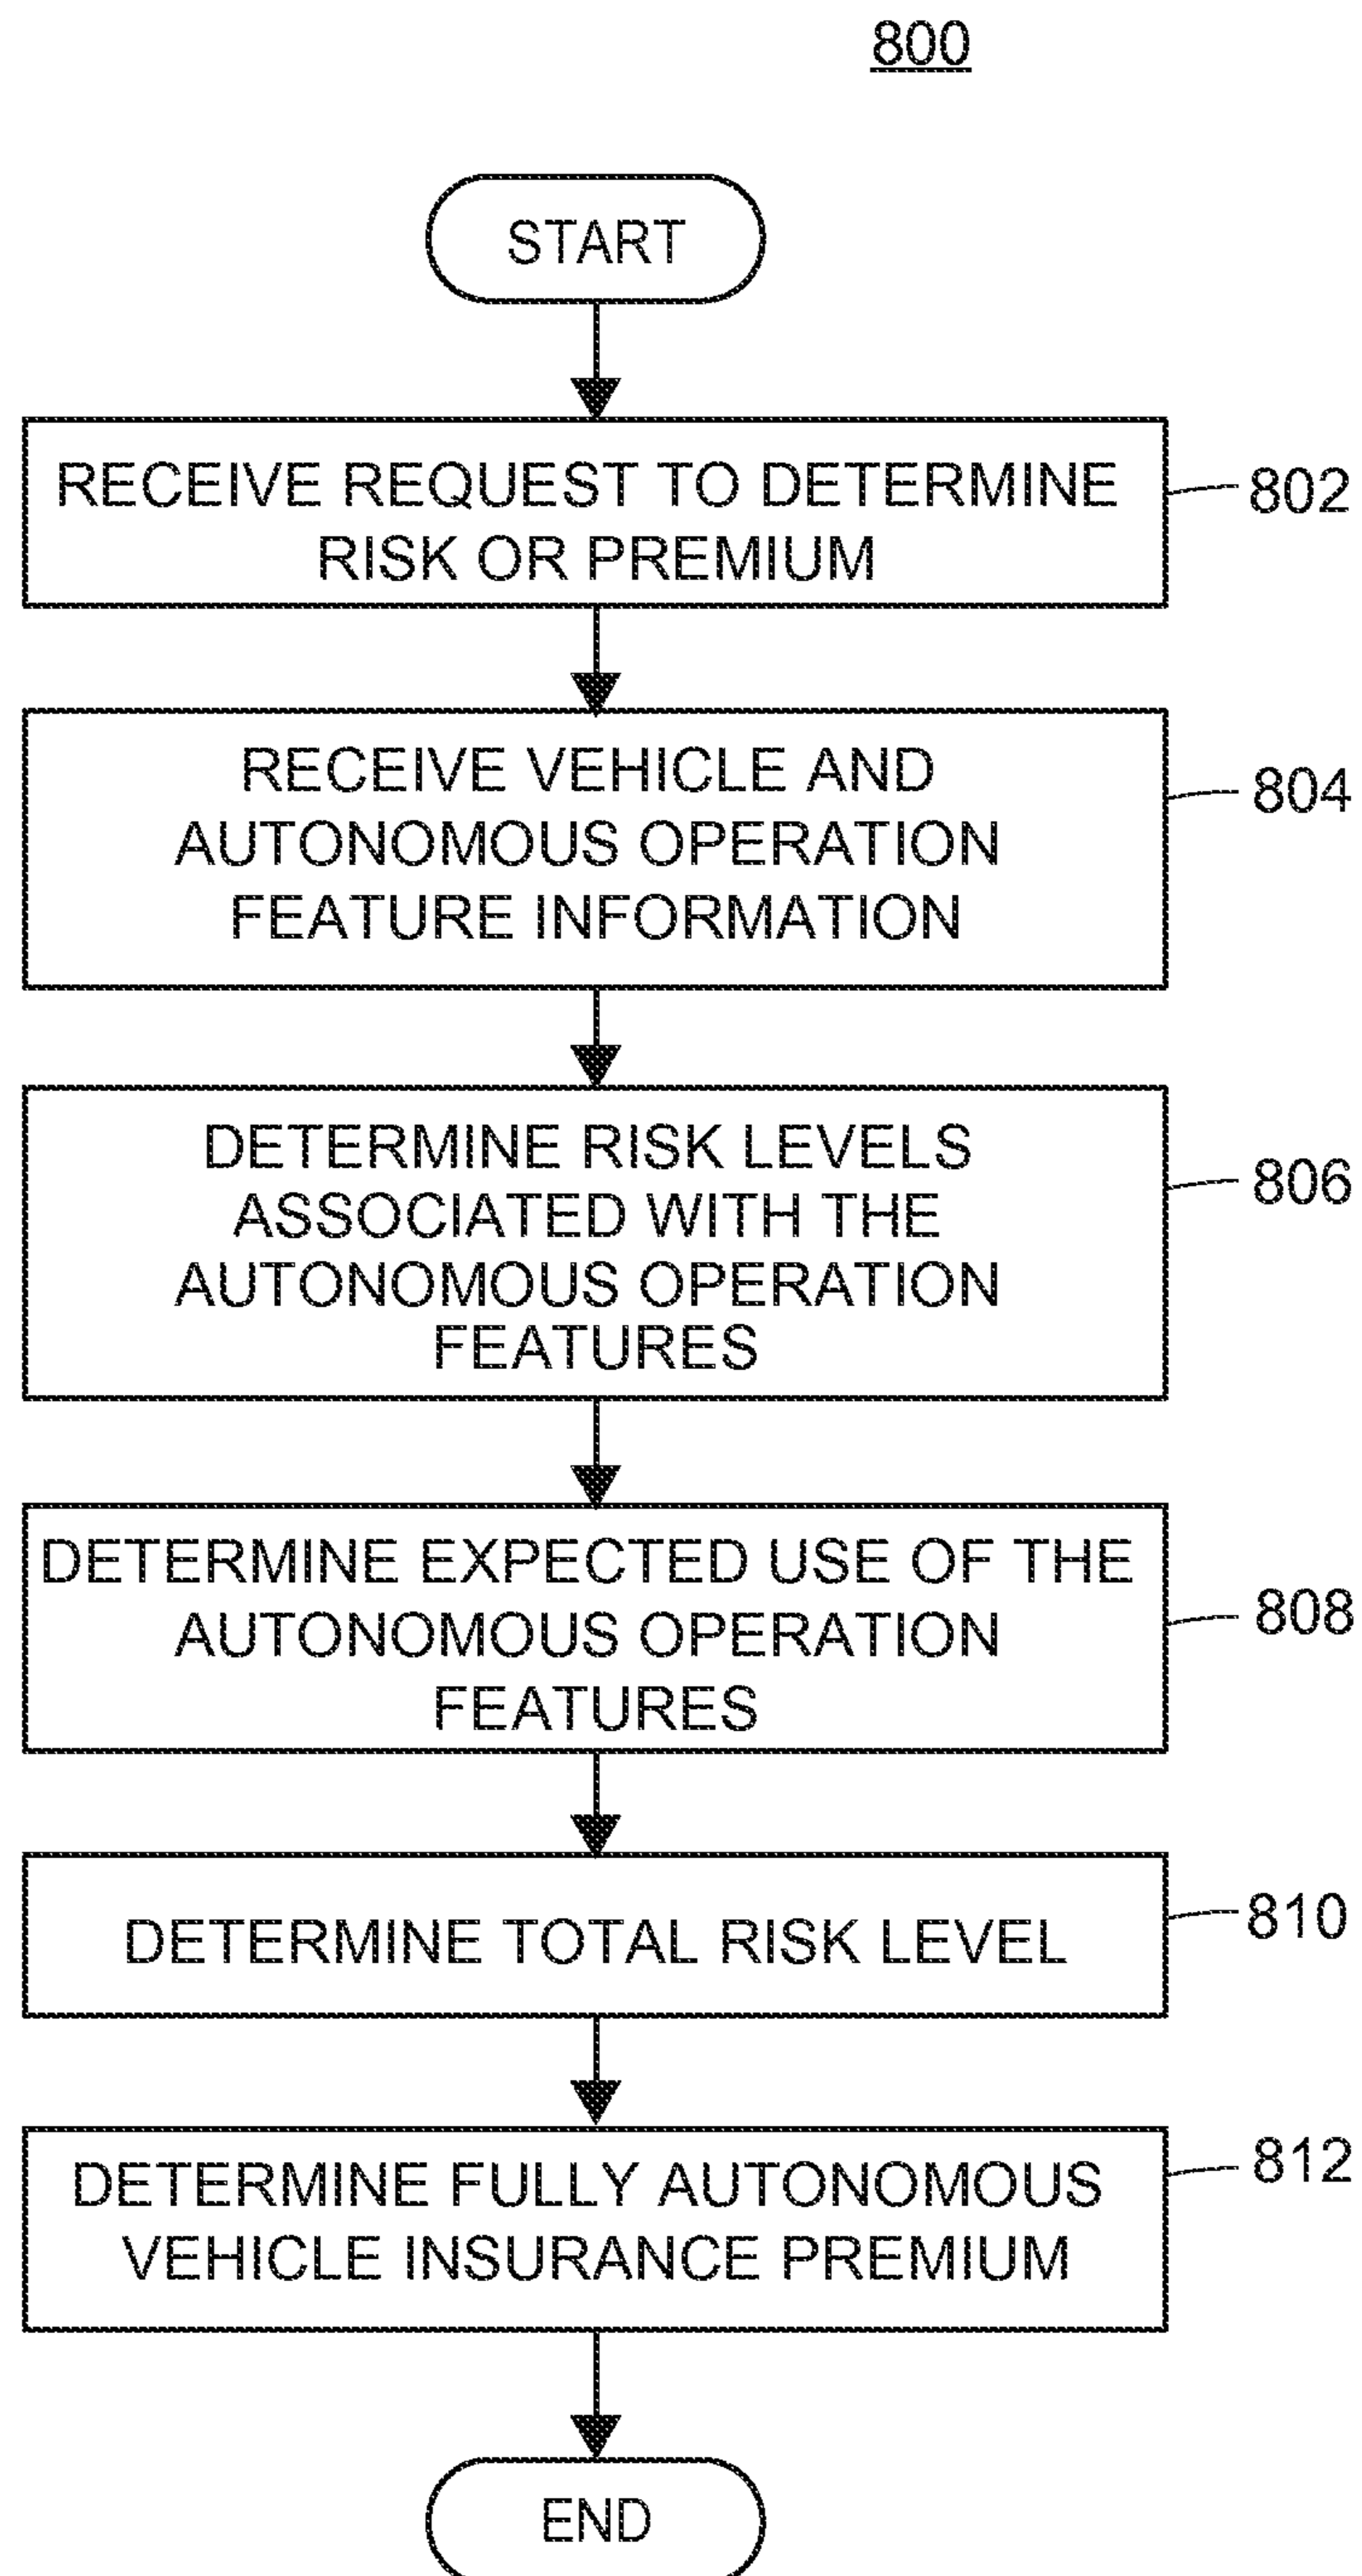 800
START
RECEIVE REQUEST TO DETERMINE
RISK OR PREMIUM
802
RECEIVE VEHICLE AND
AUTONOMOUS OPERATION
FEATURE INFORMATION
804
DETERMINE RISK LEVELS
ASSOCIATED WITH THE
AUTONOMOUS OPERATION
FEATURES
806
DETERMINE EXPECTED USE OF THE
AUTONOMOUS OPERATION
FEATURES
808
DETERMINE TOTAL RISK LEVEL
810
DETERMINE FULLY AUTONOMOUS
VEHICLE INSURANCE PREMIUM
812
END